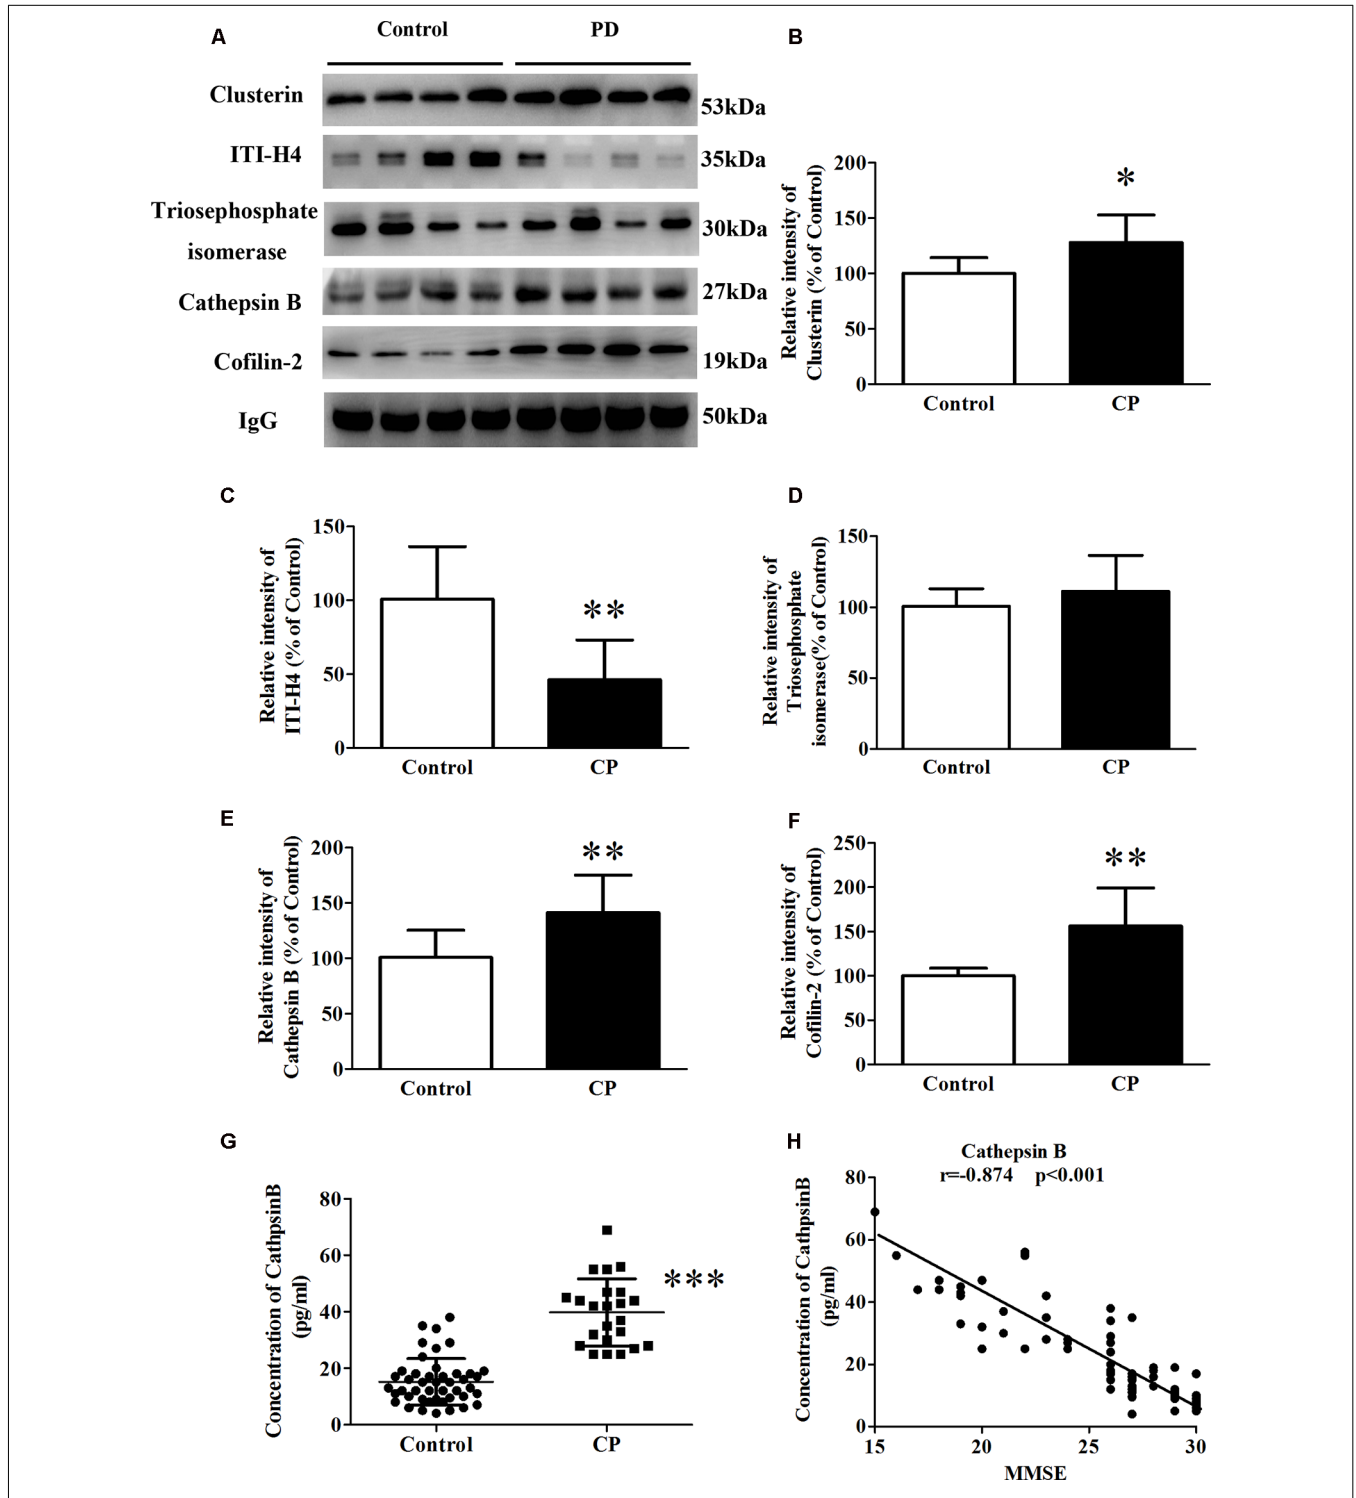 A
Control
PD
Clusterin
53kDa
ITI-H4
35kDa
Triosephosphate
isomerase
30kDa
Cathepsin B
27kDa
Cofilin-2
19kDa
IgG
50kDa
B
Relative intensity of
Clusterin (% of Control)
200
150
100
50
0
*
Control
CP
C
Relative intensity of
ITI-H4 (% of Control)
150
100
50
0
**
Control
CP
D
Relative intensity of
Triosephosphate
isomerase(% of Control)
150
100
50
0
Control
CP
E
Relative intensity of
Cathepsin B (% of Control)
200
150
100
50
0
**
Control
CP
F
Relative intensity of
Cofilin-2 (% of Control)
250
200
150
100
50
0
**
Control
CP
G
Concentration of CathpsinB
(pg/ml)
80
60
40
20
0
***
Control
CP
H
Cathepsin B
r=-0.874 p<0.001
Concentration of CathpsinB
(pg/ml)
80
60
40
20
0
15
20
25
30
MMSE